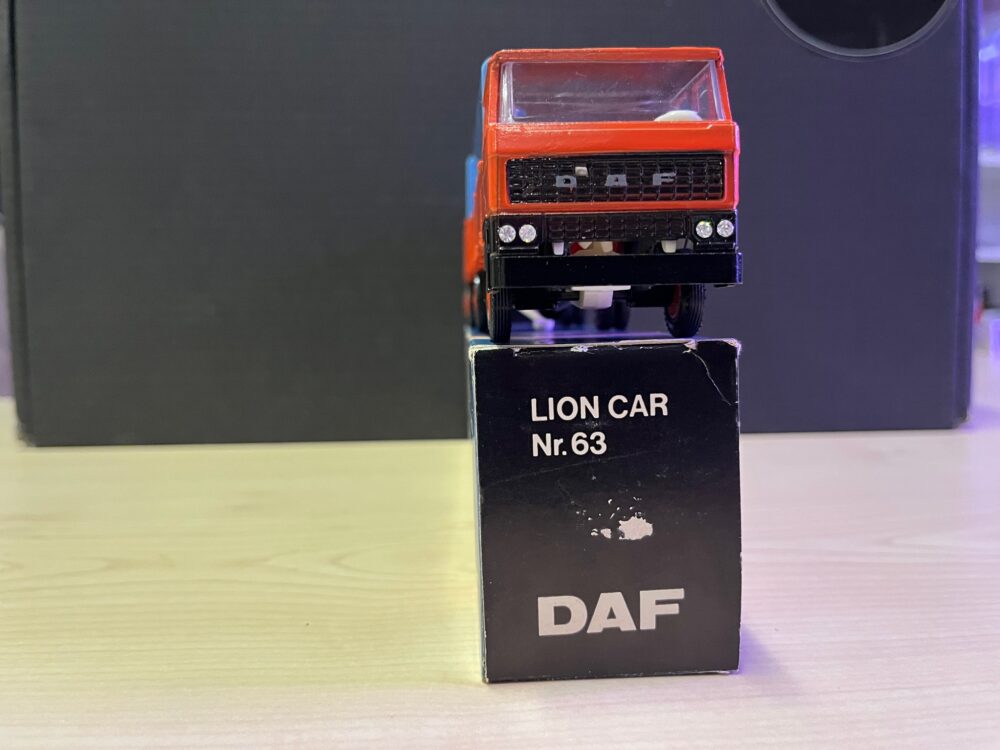 DAF
LION CAR
Nr. 63
DAF